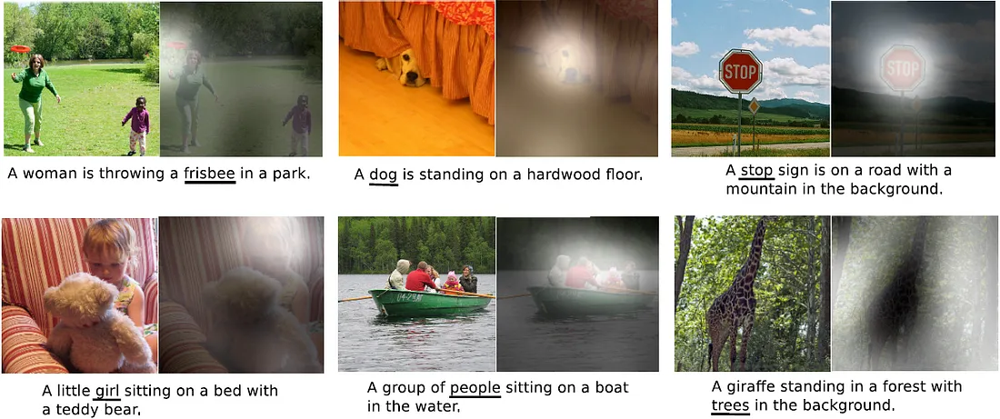 STOP
A woman is throwing a frisbee in a park.
A dog is standing on a hardwood floor.
A stop sign is on a road with a
mountain in the background.
A little girl sitting on a bed with
a teddy bear.
A group of people sitting on a boat
in the water.
A giraffe standing in a forest with
trees in the background.